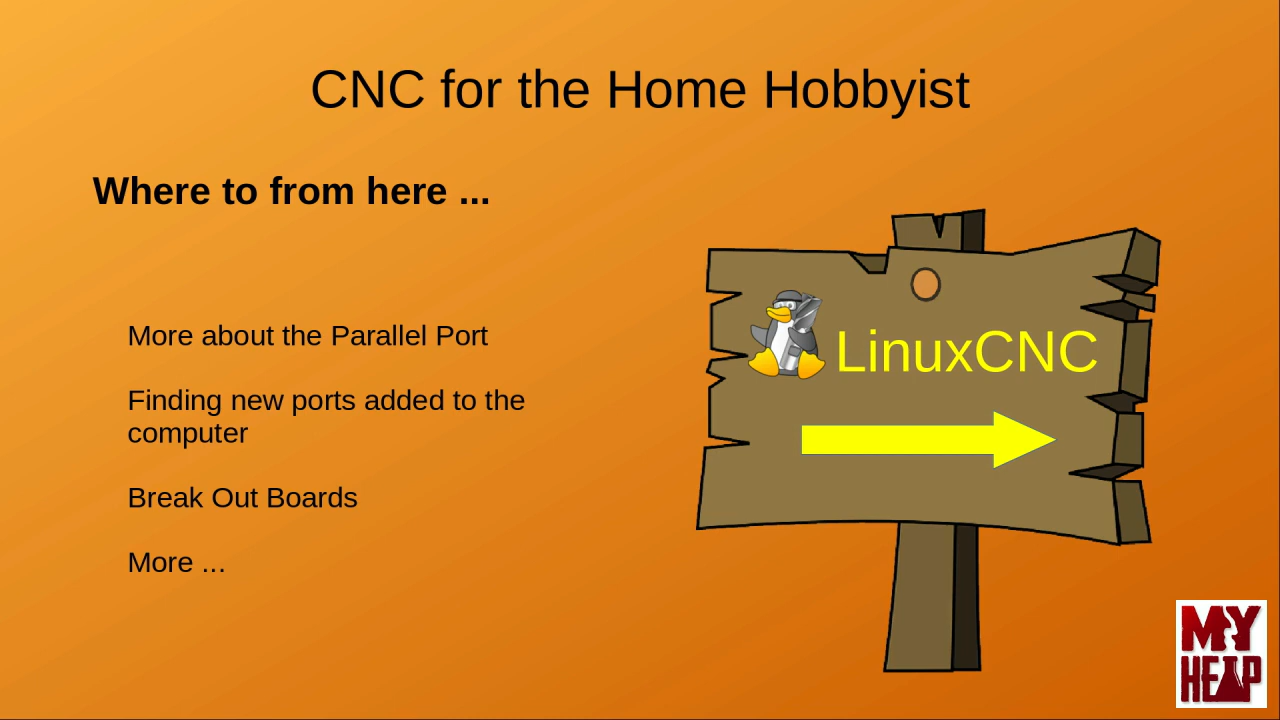 CNC for the Home Hobbyist
Where to from here ...
More about the Parallel Port
Finding new ports added to the
computer
Break Out Boards
More ...
LinuxCNC
MY
HEAP